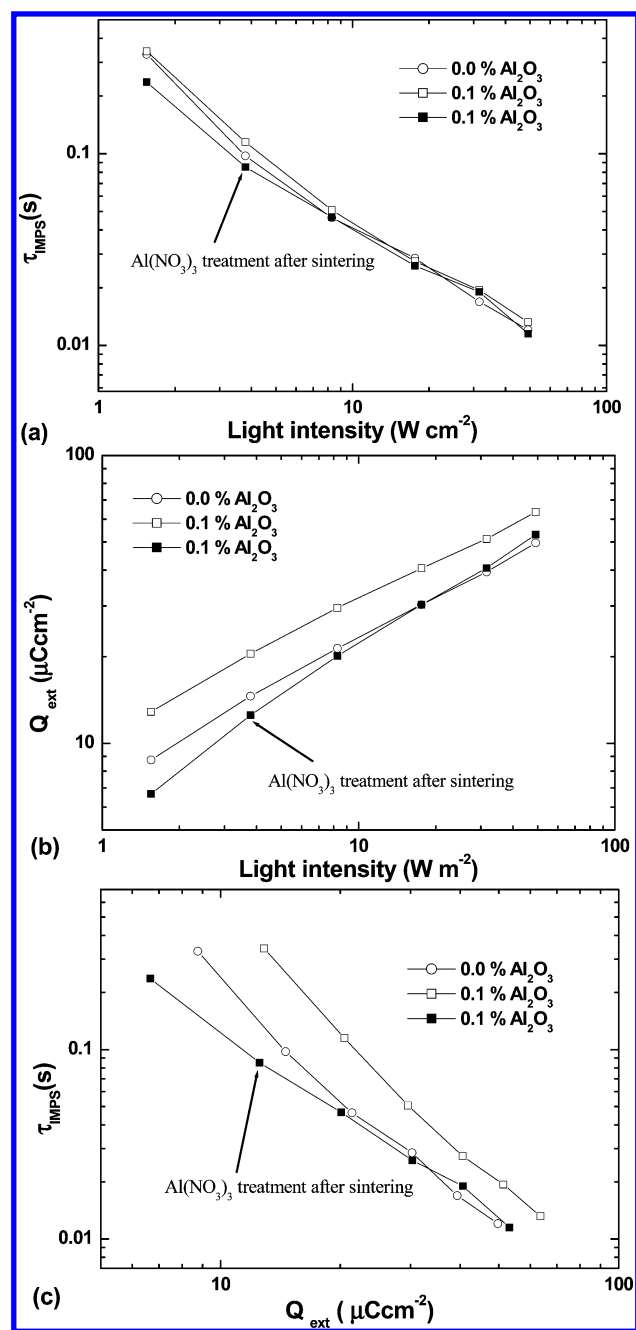 0.0 % Al₂O₃
0.1 % Al₂O₃
0.1 % Al₂O₃
0.1
0.01
τIMPS(s)
Al(NO₃)₃ treatment after sintering
1 10 100
(a) Light intensity (W cm⁻²)
100
10
0.0 % Al₂O₃
0.1 % Al₂O₃
0.1 % Al₂O₃
Q ext (μCcm⁻²)
Al(NO₃)₃ treatment after sintering
1 10 100
(b) Light intensity (W m⁻²)
0.0 % Al₂O₃
0.1 % Al₂O₃
0.1 % Al₂O₃
0.1
0.01
τIMPS(s)
Al(NO₃)₃ treatment after sintering
10 100
(c) Q ext ( μCcm⁻²)